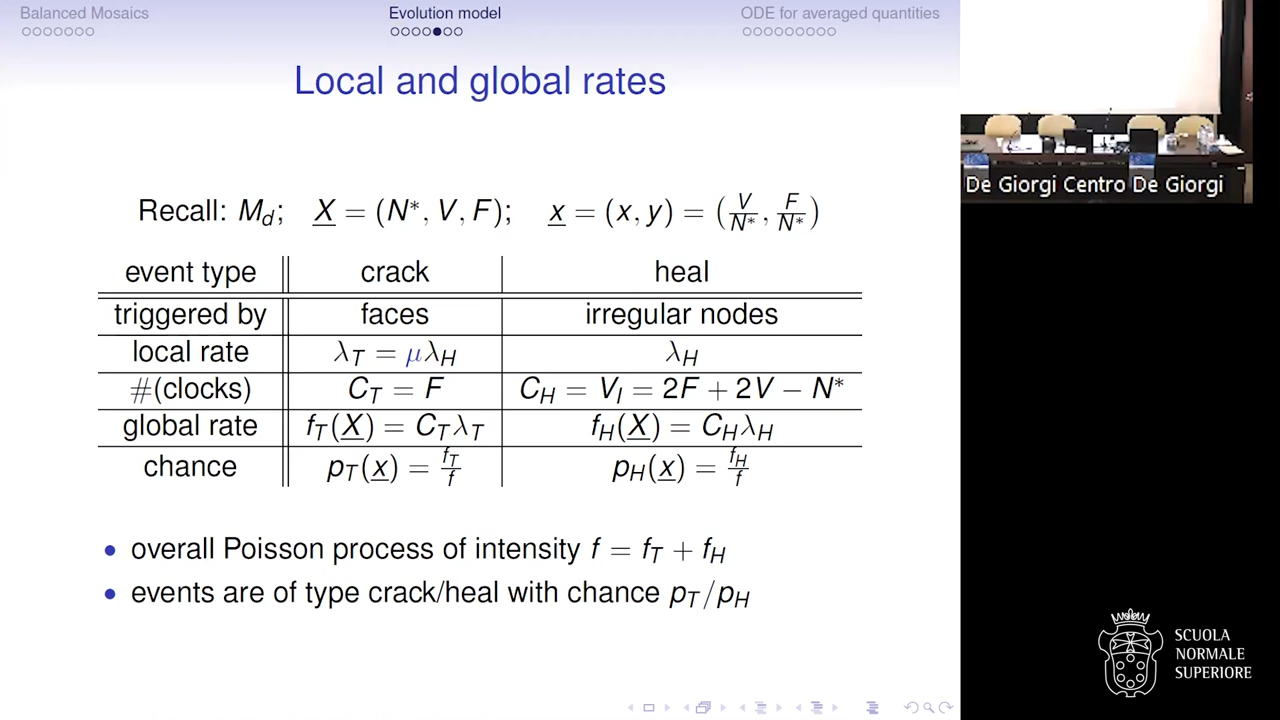 Balanced Mosaics
Evolution model
ODE for averaged quantities
Local and global rates
Recall: M_d; X = (N*, V, F); x = (x, y) = (V/N*, F/N*)
event type crack heal
triggered by faces irregular nodes
local rate λ_T = μλ_H λ_H
#(clocks) C_T = F C_H = V_I = 2F + 2V − N*
global rate f_T(X) = C_Tλ_T f_H(X) = C_Hλ_H
chance p_T(x) = f_T/f p_H(x) = f_H/f
• overall Poisson process of intensity f = f_T + f_H
• events are of type crack/heal with chance p_T/p_H
De Giorgi Centro De Giorgi
SCUOLA
NORMALE
SUPERIORE